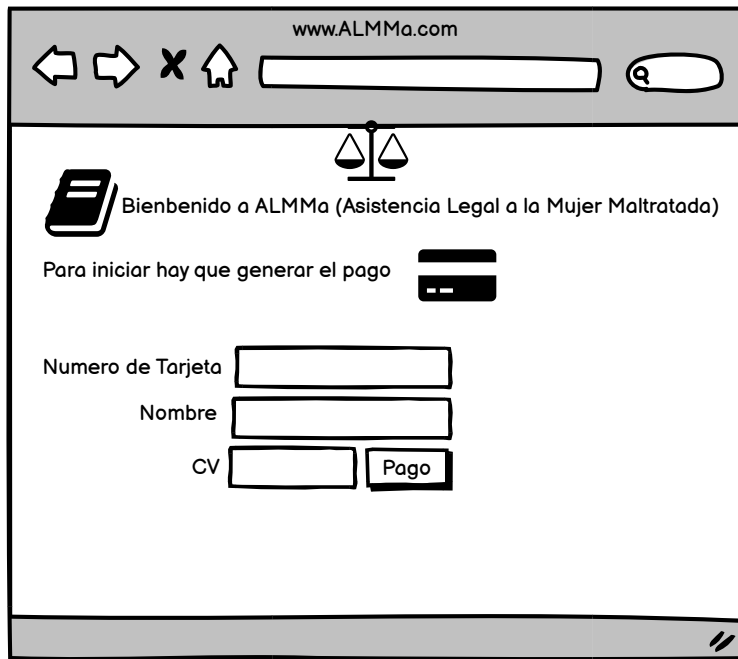 www.ALMMa.com
Bienbenido a ALMMa (Asistencia Legal a la Mujer Maltratada)
Para iniciar hay que generar el pago
Numero de Tarjeta
Nombre
CV
Pago